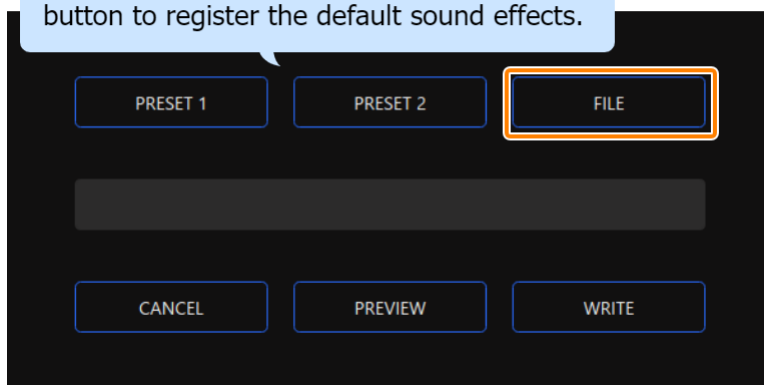 button to register the default sound effects.
PRESET 1 PRESET 2 FILE
CANCEL PREVIEW WRITE